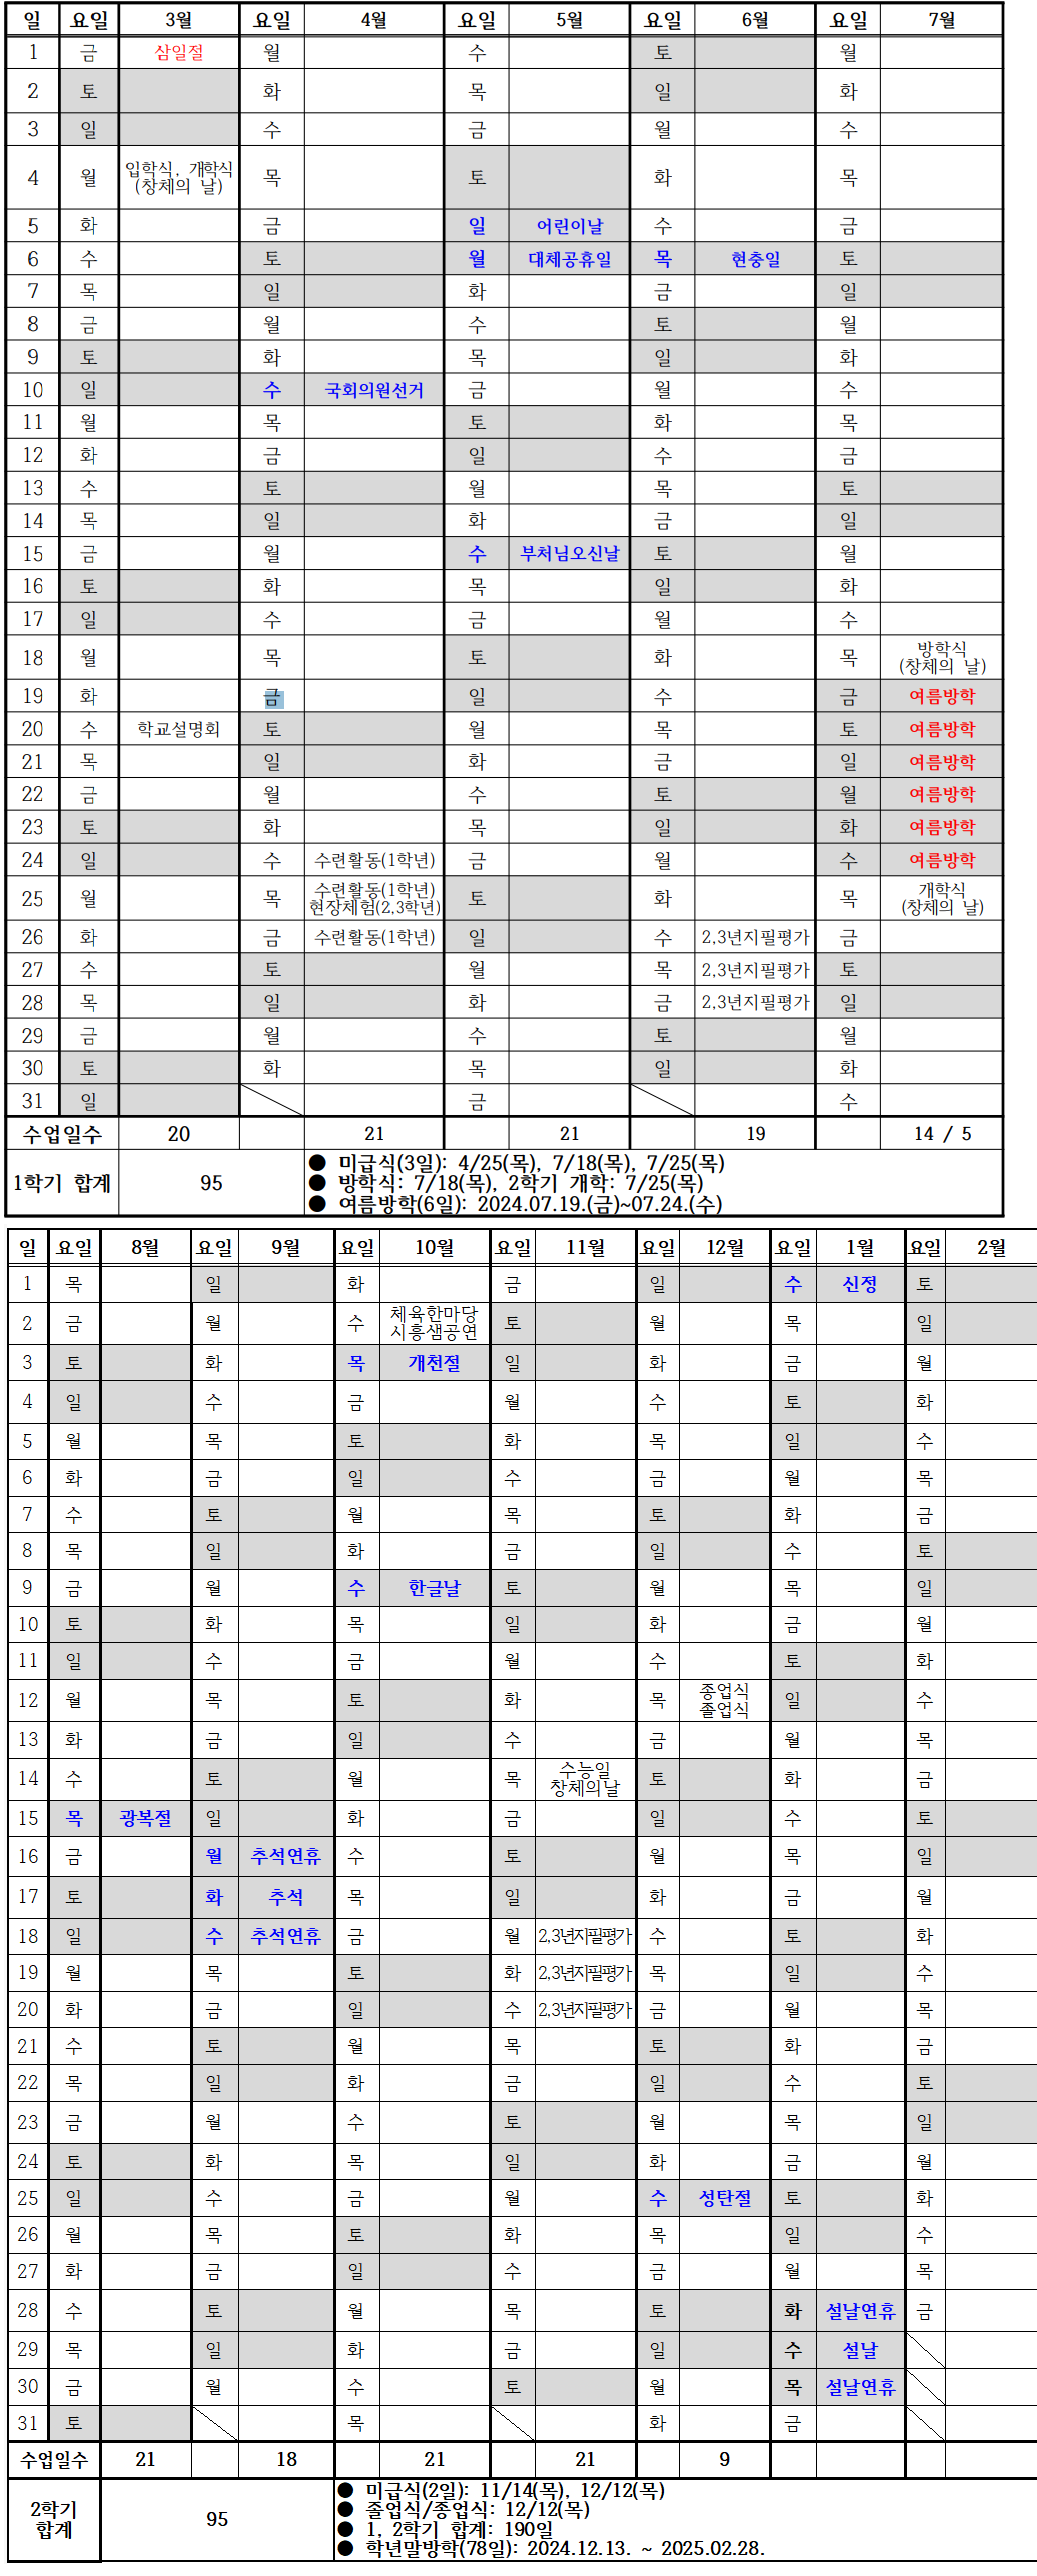 일 요일 3월 요일 4월 요일 5월 요일 6월 요일 7월
1 금 삼일절 월 수 토 월
2 토 화 목 일 화
3 일 수 금 월 수
입학식, 개학식
4 월 목 토 화 목
(창체의 날)
5 화 금 일 어린이날 수 금
6 수 토 월 대체공휴일 목 현충일 토
7 목 일 화 금 일
8 금 월 수 토 월
9 토 화 목 일 화
10 일 수 국회의원선거 금 월 수
11 월 목 토 화 목
12 화 금 일 수 금
13 수 토 월 목 토
14 목 일 화 금 일
15 금 월 수 부처님오신날 토 월
16 토 화 목 일 화
17 일 수 금 월 수
방학식
18 월 목 토 화 목
(창체의 날)
19 화 금 일 수 금 여름방학
20 수 학교설명회 토 월 목 토 여름방학
21 목 일 화 금 일 여름방학
22 금 월 수 토 월 여름방학
23 토 화 목 일 화 여름방학
24 일 수 수련활동(1학년) 금 월 수 여름방학
수련활동(1학년) 개학식
25 월 목 토 화 목
현장체험(2,3학년) (창체의 날)
26 화 금 수련활동(1학년) 일 수 2,3년지필평가 금
27 수 토 월 목 2,3년지필평가 토
28 목 일 화 금 2,3년지필평가 일
29 금 월 수 토 월
30 토 화 목 일 화
31 일 금 수
수업일수 20 21 21 19 14 / 5
1학기 합계 95
● 미급식(3일): 4/25(목), 7/18(목), 7/25(목)
● 방학식: 7/18(목), 2학기 개학: 7/25(목)
● 여름방학(6일): 2024.07.19.(금)~07.24.(수)
일 요일 8월 요일 9월 요일 10월 요일 11월 요일 12월 요일 1월 요일 2월
1 목 일 화 금 일 수 신정 토
체육한마당
2 금 월 수 토 월 목 일
시흥샘공연
3 토 화 목 개천절 일 화 금 월
4 일 수 금 월 수 토 화
5 월 목 토 화 목 일 수
6 화 금 일 수 금 월 목
7 수 토 월 목 토 화 금
8 목 일 화 금 일 수 토
9 금 월 수 한글날 토 월 목 일
10 토 화 목 일 화 금 월
11 일 수 금 월 수 토 화
종업식
12 월 목 토 화 목 일 수
졸업식
13 화 금 일 수 금 월 목
수능일
14 수 토 월 목 토 화 금
창체의날
15 목 광복절 일 화 금 일 수 토
16 금 월 추석연휴 수 토 월 목 일
17 토 화 추석 목 일 화 금 월
18 일 수 추석연휴 금 월 2,3년지필평가 수 토 화
19 월 목 토 화 2,3년지필평가 목 일 수
20 화 금 일 수 2,3년지필평가 금 월 목
21 수 토 월 목 토 화 금
22 목 일 화 금 일 수 토
23 금 월 수 토 월 목 일
24 토 화 목 일 화 금 월
25 일 수 금 월 수 성탄절 토 화
26 월 목 토 화 목 일 수
27 화 금 일 수 금 월 목
28 수 토 월 목 토 화 설날연휴 금
29 목 일 화 금 일 수 설날
30 금 월 수 토 월 목 설날연휴
31 토 목 화 금
수업일수 21 18 21 21 9
2학기
합계
95
● 미급식(2일): 11/14(목), 12/12(목)
● 졸업식/종업식: 12/12(목)
● 1, 2학기 합계: 190일
● 학년말방학(78일): 2024.12.13. ~ 2025.02.28.